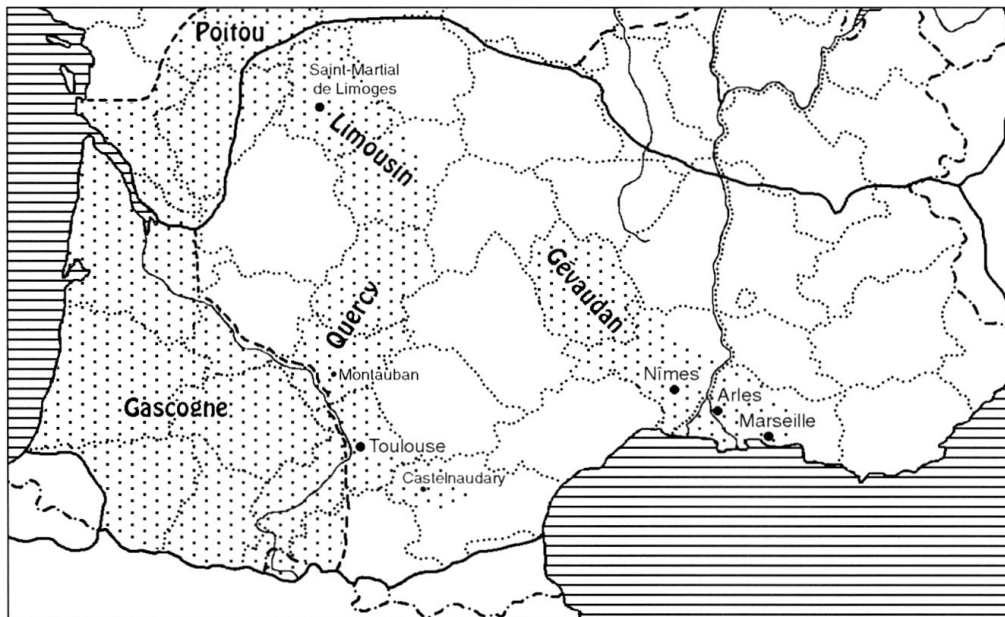 Poitou
Saint-Martial
de Limoges
Limousin
Gévaudan
Quercy
Montauban
Nîmes
Arles
Marseille
Gascogne
Toulouse
Castelnaudary